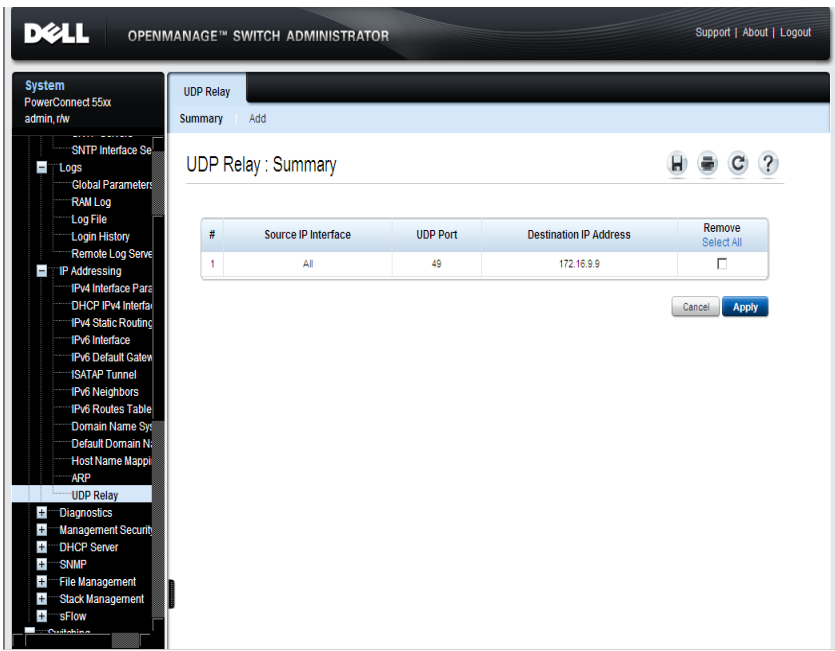 DELL OPENMANAGE™ SWITCH ADMINISTRATOR Support | About | Logout
System
PowerConnect 55xx
admin, r/w
SNTP Interface Se
Logs
Global Parameters
RAM Log
Log File
Login History
Remote Log Serve
IP Addressing
IPv4 Interface Para
DHCP IPv4 Interfa
IPv4 Static Routing
IPv6 Interface
IPv6 Default Gatew
ISATAP Tunnel
IPv6 Neighbors
IPv6 Routes Table
Domain Name Sys
Default Domain Na
Host Name Mappi
ARP
UDP Relay
Diagnostics
Management Security
DHCP Server
SNMP
File Management
Stack Management
sFlow
UDP Relay
Summary Add
UDP Relay : Summary
# Source IP Interface UDP Port Destination IP Address Remove
Select All
1 All 49 172.16.9.9
Cancel Apply